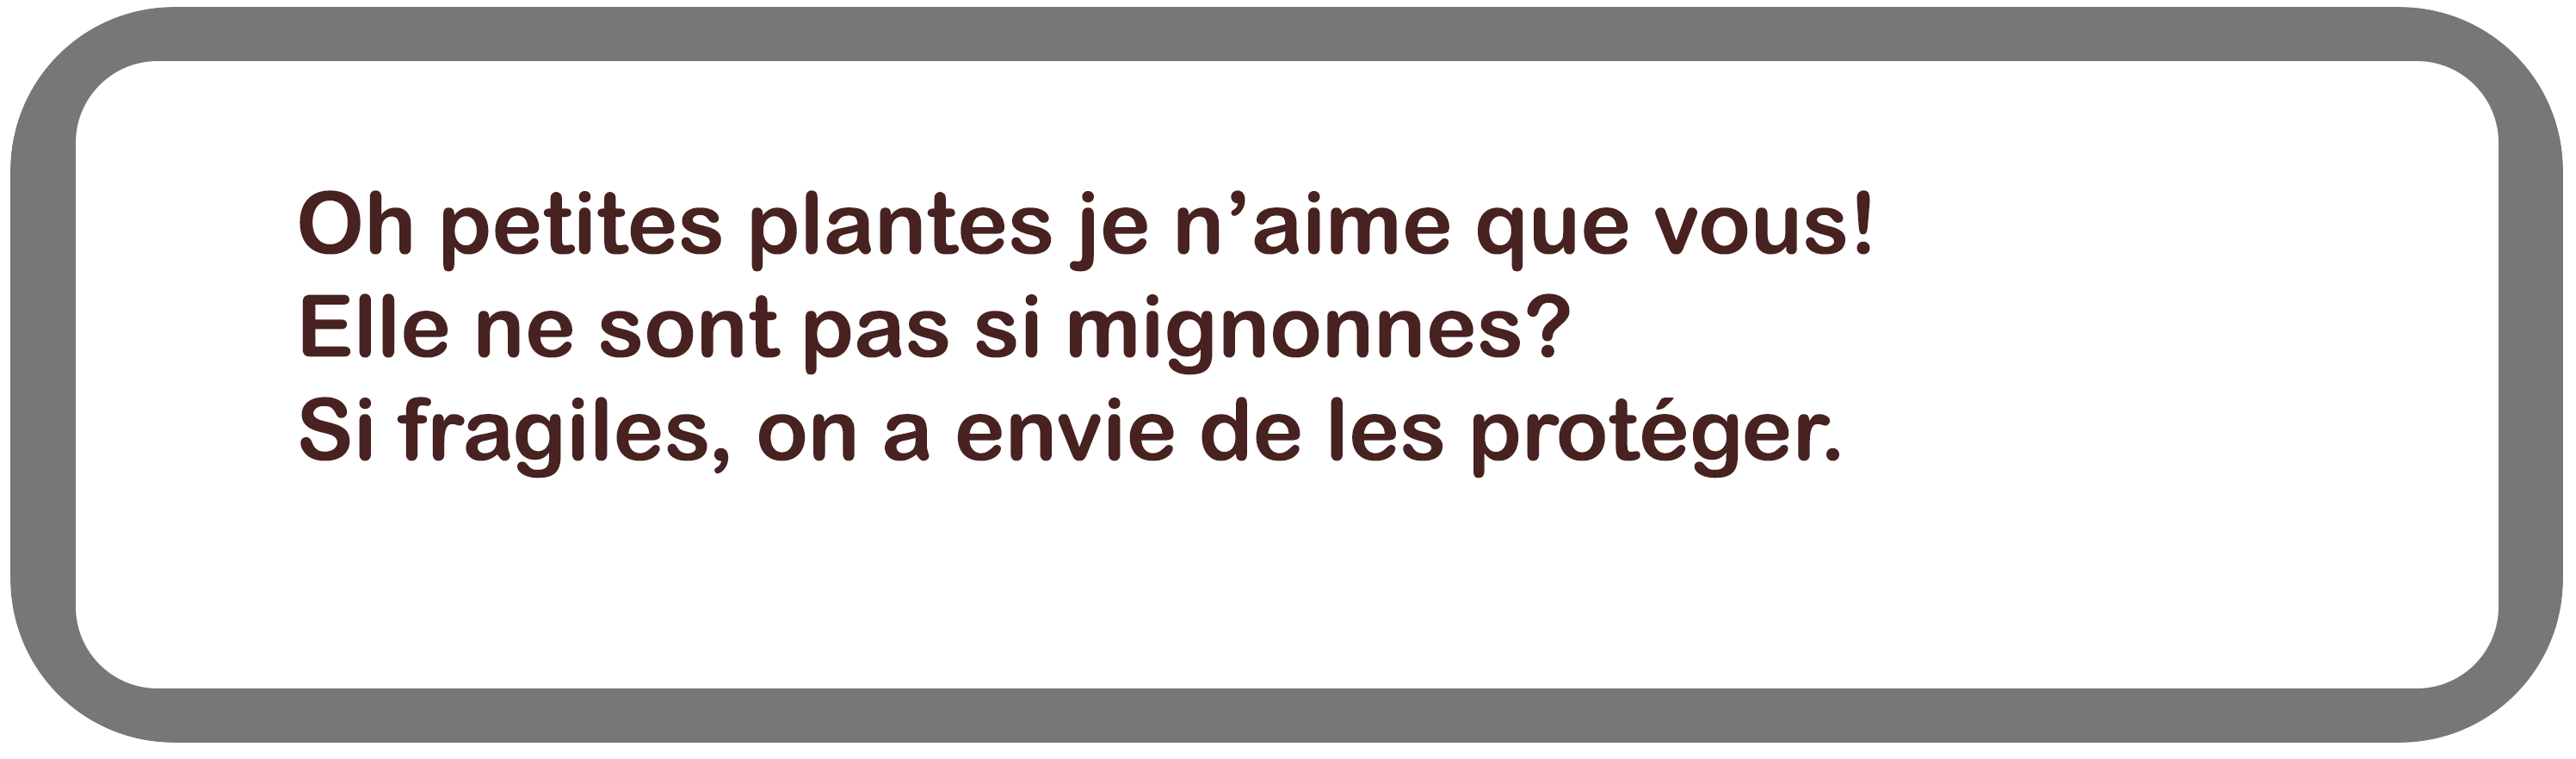 Oh petites plantes je n’aime que vous!
Elle ne sont pas si mignonnes?
Si fragiles, on a envie de les protéger.